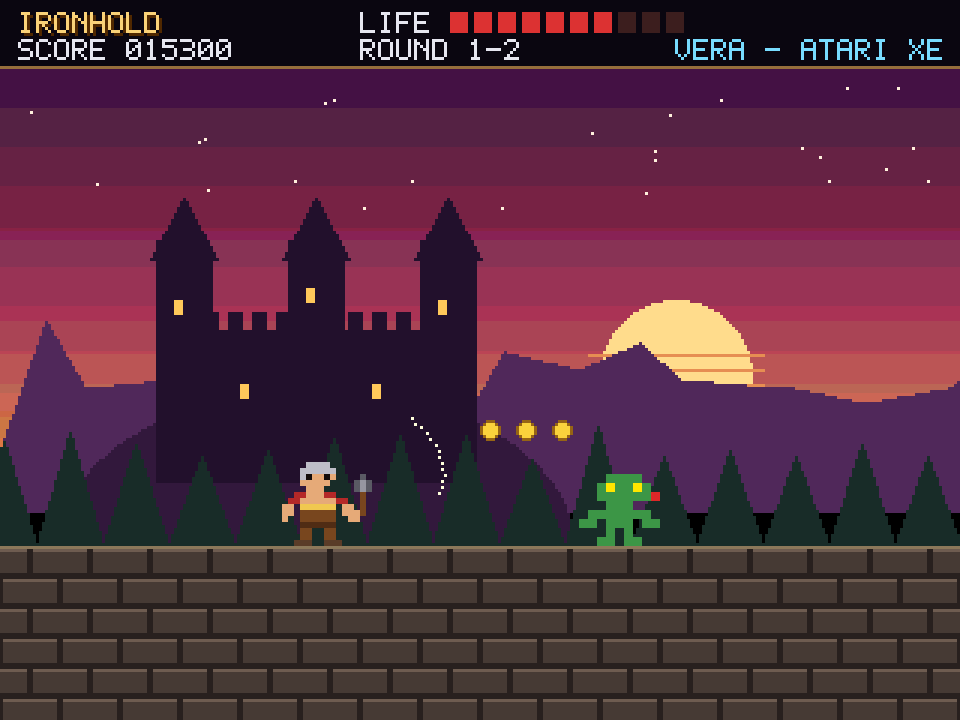 IRONHOLD
SCORE 015300
LIFE
ROUND 1-2
VERA - ATARI XE